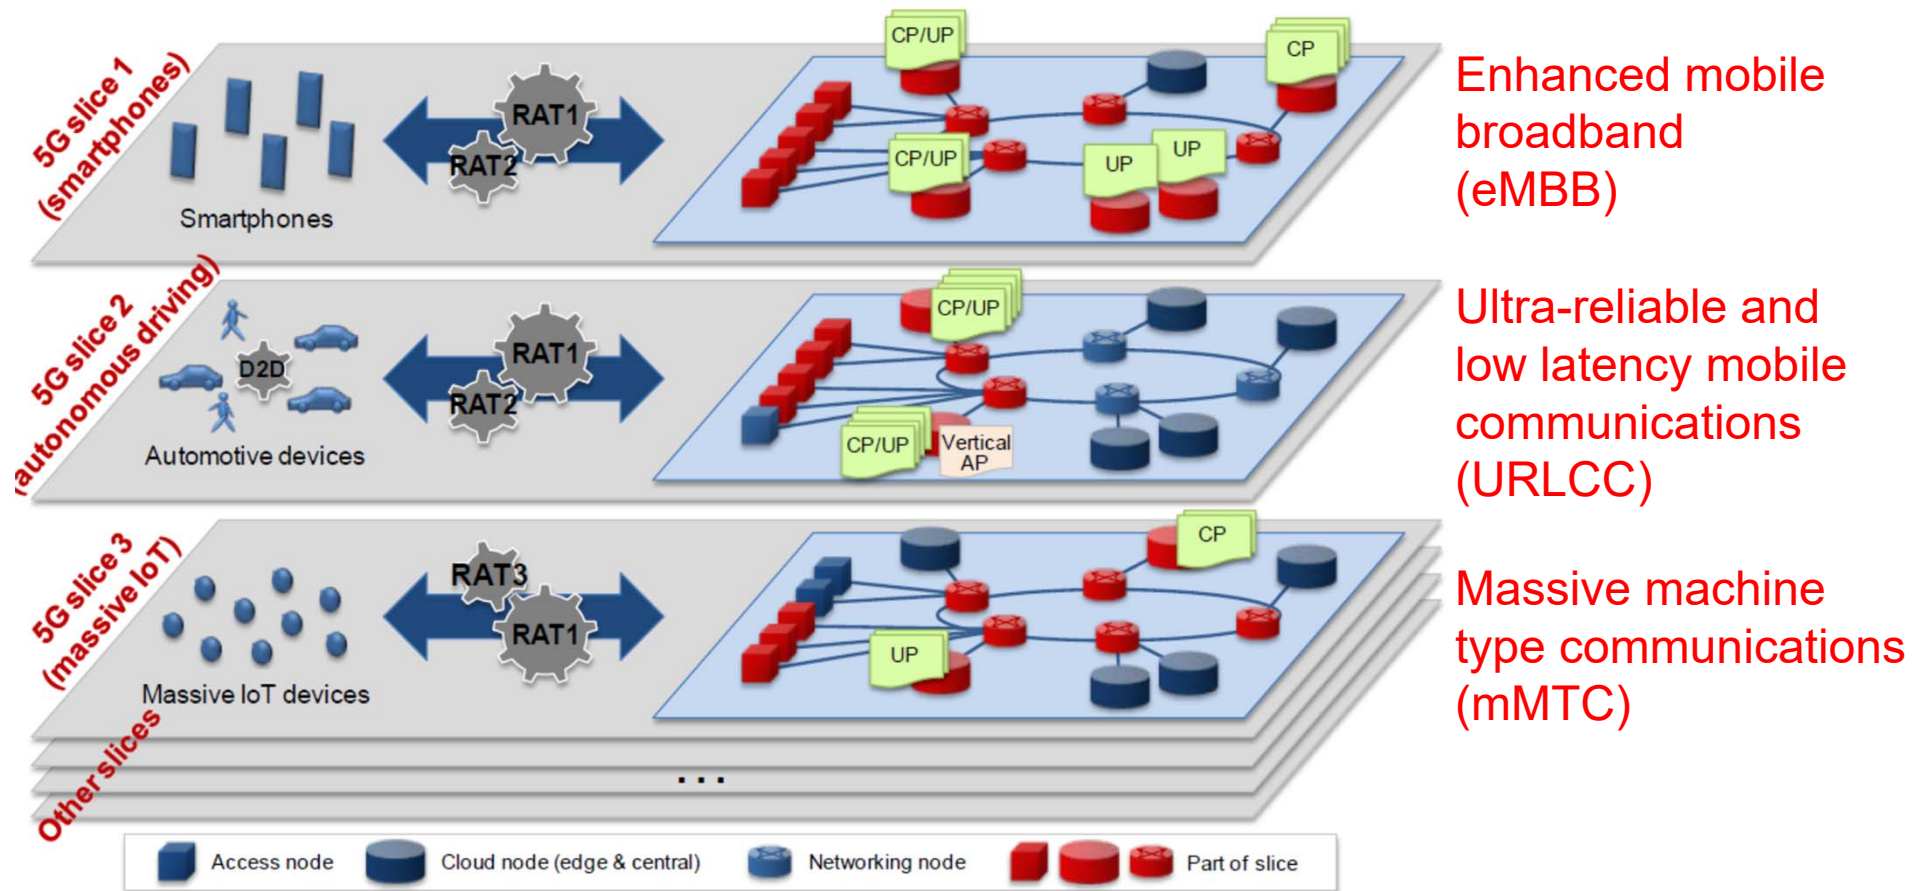 5G slice 1
(smartphones)
Smartphones
RAT1
RAT2
CP/UP
CP/UP
UP
UP
CP
Enhanced mobile
broadband
(eMBB)
5G slice 2
(autonomous driving)
D2D
Automotive devices
RAT1
RAT2
CP/UP
CP/UP
Vertical
AP
Ultra-reliable and
low latency mobile
communications
(URLCC)
5G slice 3
(massive IoT)
Massive IoT devices
RAT3
RAT1
UP
CP
Massive machine
type communications
(mMTC)
Other slices
...
Access node
Cloud node (edge & central)
Networking node
Part of slice